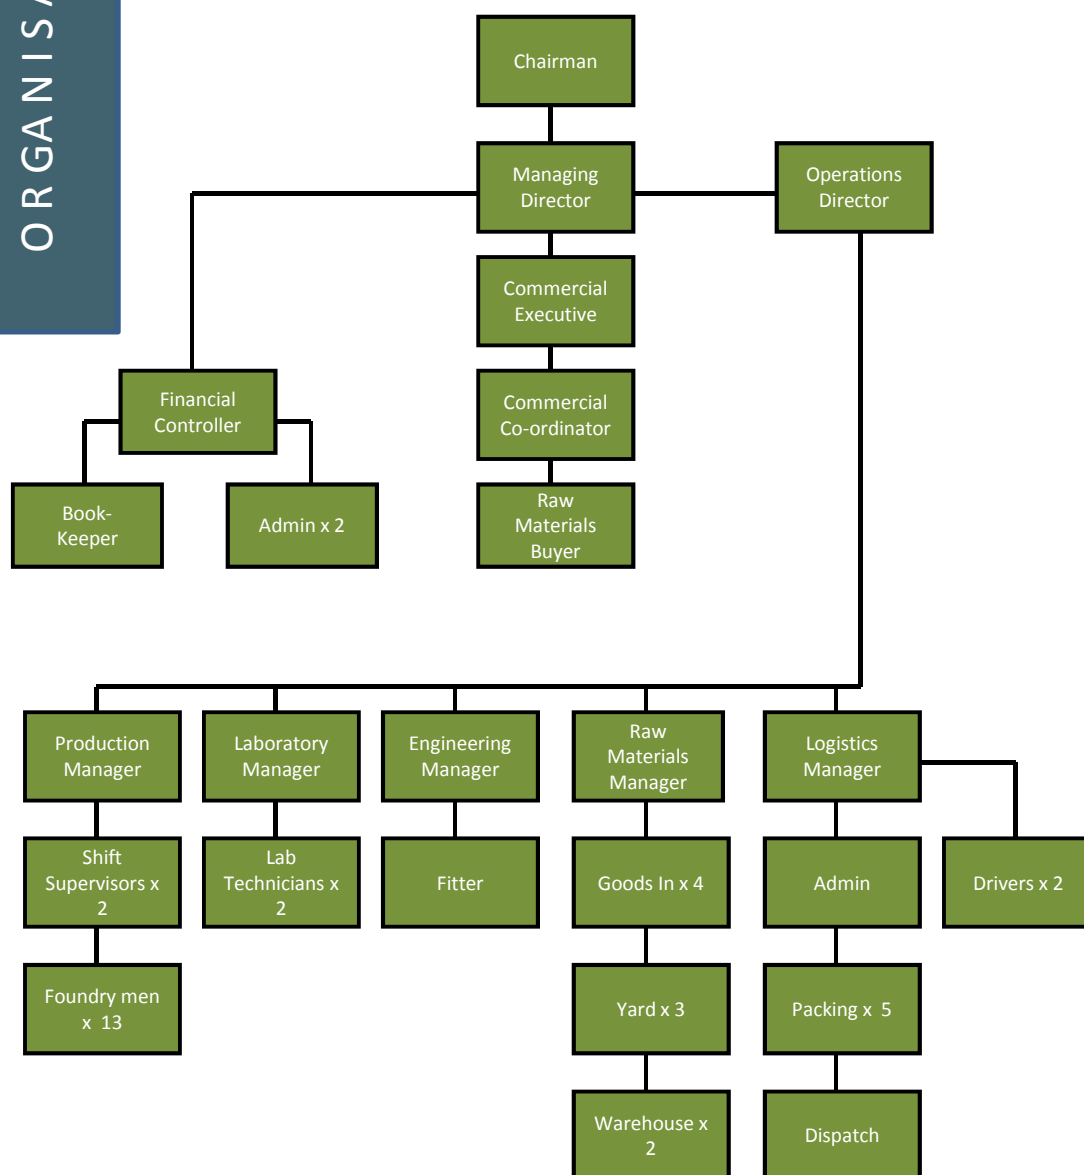 ORGANISA
Chairman
Managing
Director
Operations
Director
Commercial
Executive
Financial
Controller
Commercial
Co-ordinator
Book-
Keeper
Admin x 2
Raw
Materials
Buyer
Production
Manager
Laboratory
Manager
Engineering
Manager
Raw
Materials
Manager
Logistics
Manager
Shift
Supervisors x
2
Lab
Technicians x
2
Fitter
Goods In x 4
Admin
Drivers x 2
Foundry men
x 13
Yard x 3
Packing x 5
Warehouse x
2
Dispatch